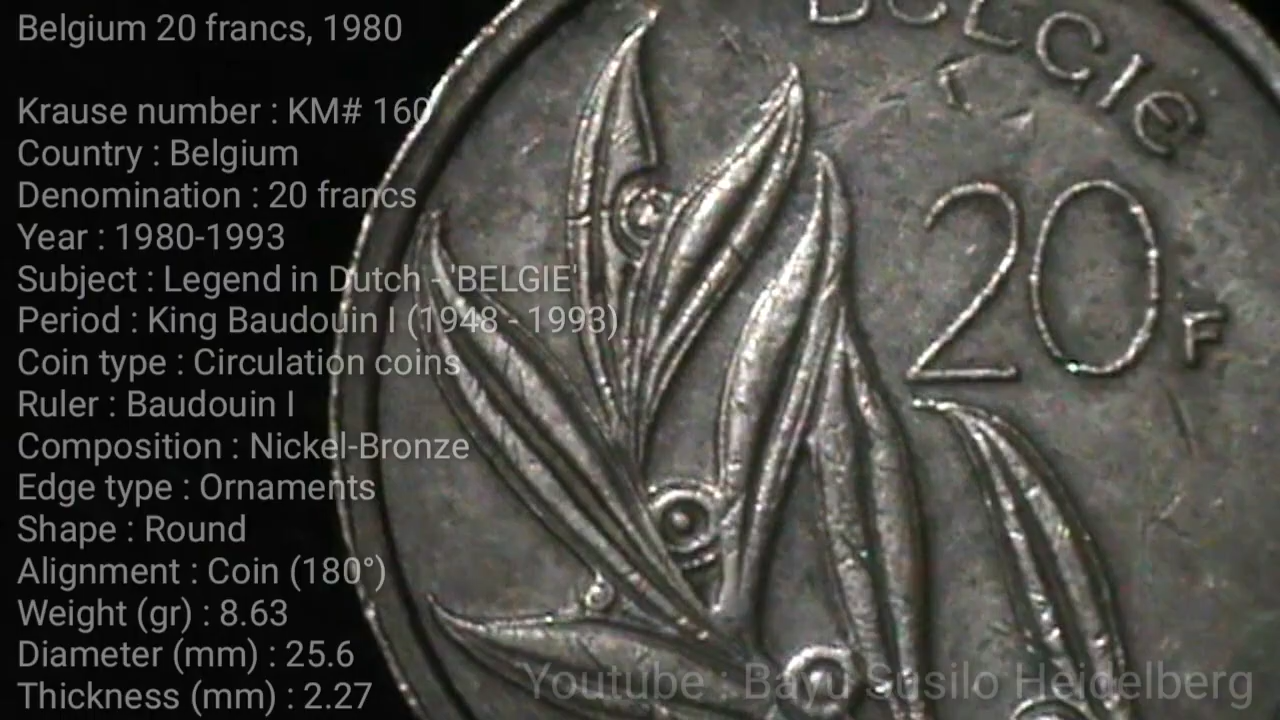 Belgium 20 francs, 1980
Krause number : KM# 160
Country : Belgium
Denomination : 20 francs
Year : 1980-1993
Subject : Legend in Dutch - 'BELGIE'
Period : King Baudouin I (1948 - 1993)
Coin type : Circulation coins
Ruler : Baudouin I
Composition : Nickel-Bronze
Edge type : Ornaments
Shape : Round
Alignment : Coin (180°)
Weight (gr) : 8.63
Diameter (mm) : 25.6
Thickness (mm) : 2.27
BELGIE
20 F
Youtube : Bayu Susilo Heidelberg